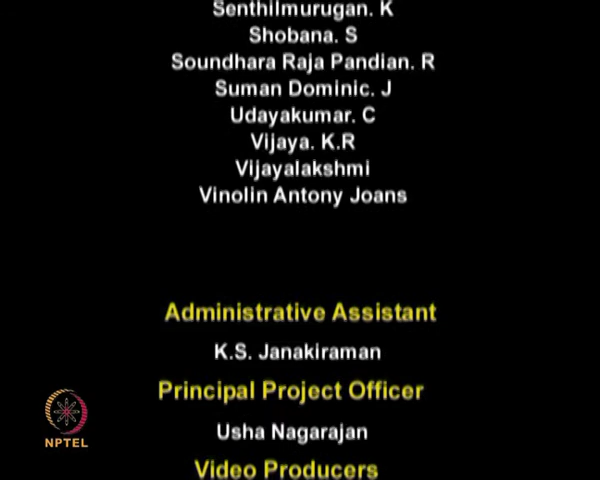 Senthilmurugan. K
Shobana. S
Soundhara Raja Pandian. R
Suman Dominic. J
Udayakumar. C
Vijaya. K.R
Vijayalakshmi
Vinolin Antony Joans
Administrative Assistant
K.S. Janakiraman
Principal Project Officer
Usha Nagarajan
Video Producers
NPTEL